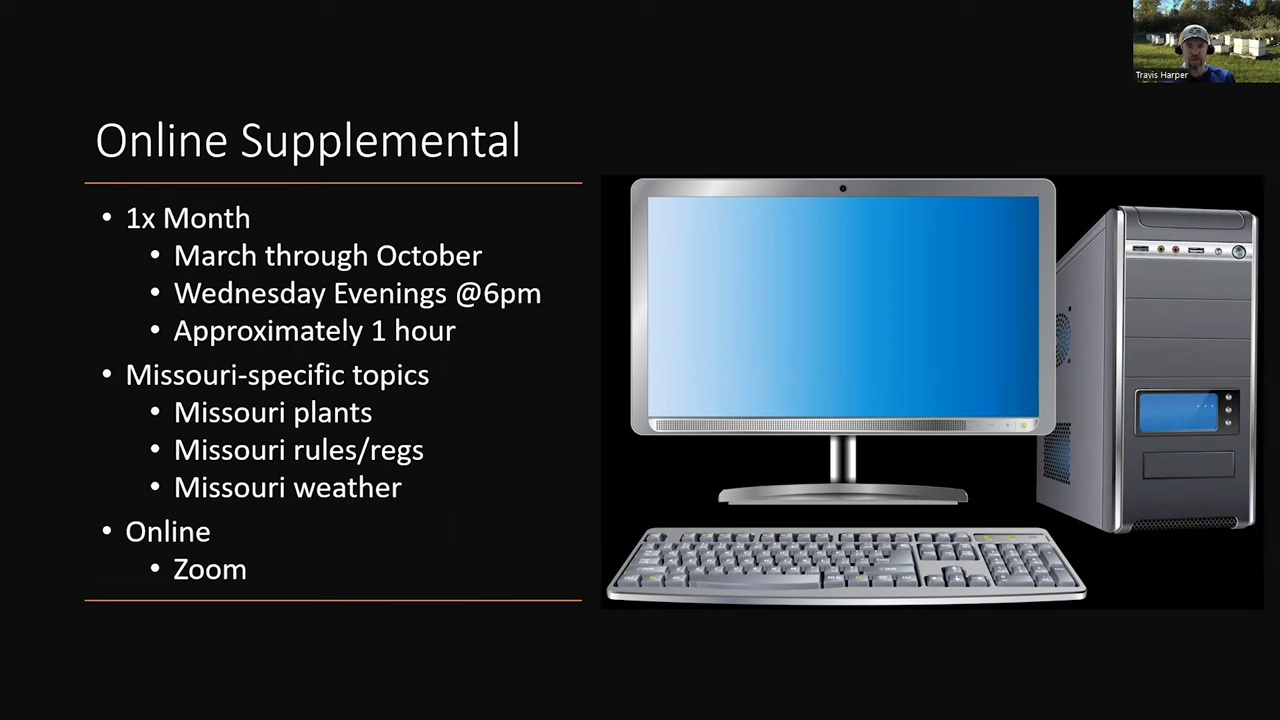 Travis Harper
Online Supplemental
• 1x Month
• March through October
• Wednesday Evenings @6pm
• Approximately 1 hour
• Missouri-specific topics
• Missouri plants
• Missouri rules/regs
• Missouri weather
• Online
• Zoom